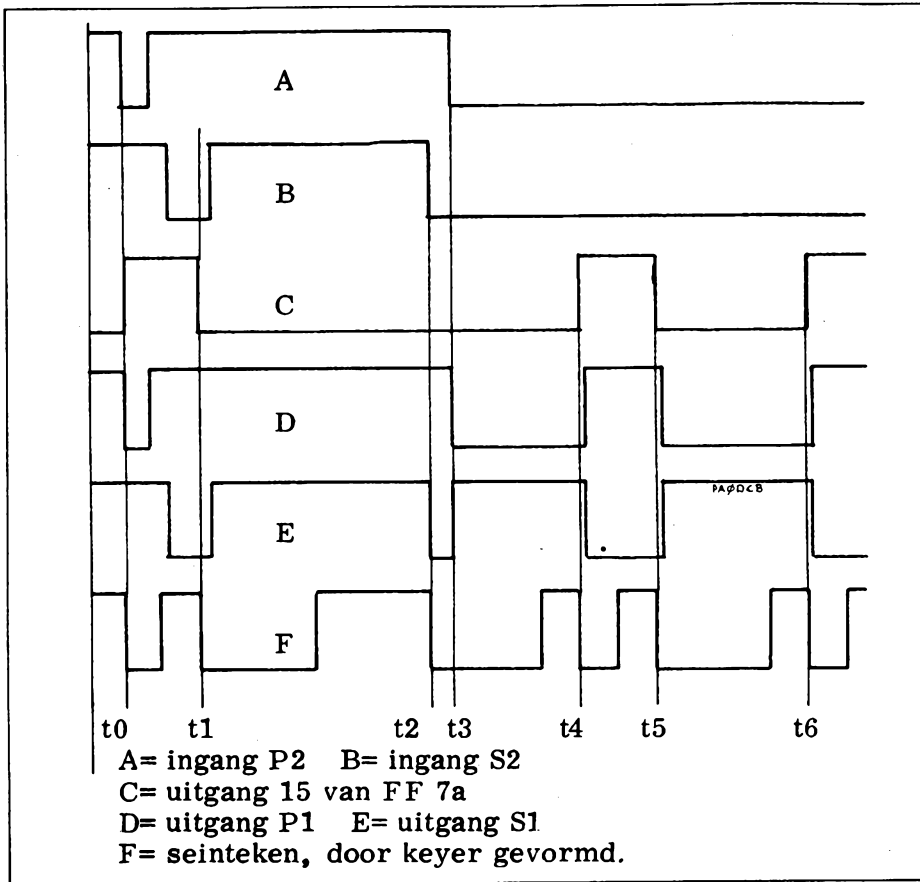 A
B
C
D
PAØDCB
E
F
t0 t1 t2 t3 t4 t5 t6
A= ingang P2 B= ingang S2
C= uitgang 15 van FF 7a
D= uitgang P1 E= uitgang S1
F= seinteken, door keyer gevormd.